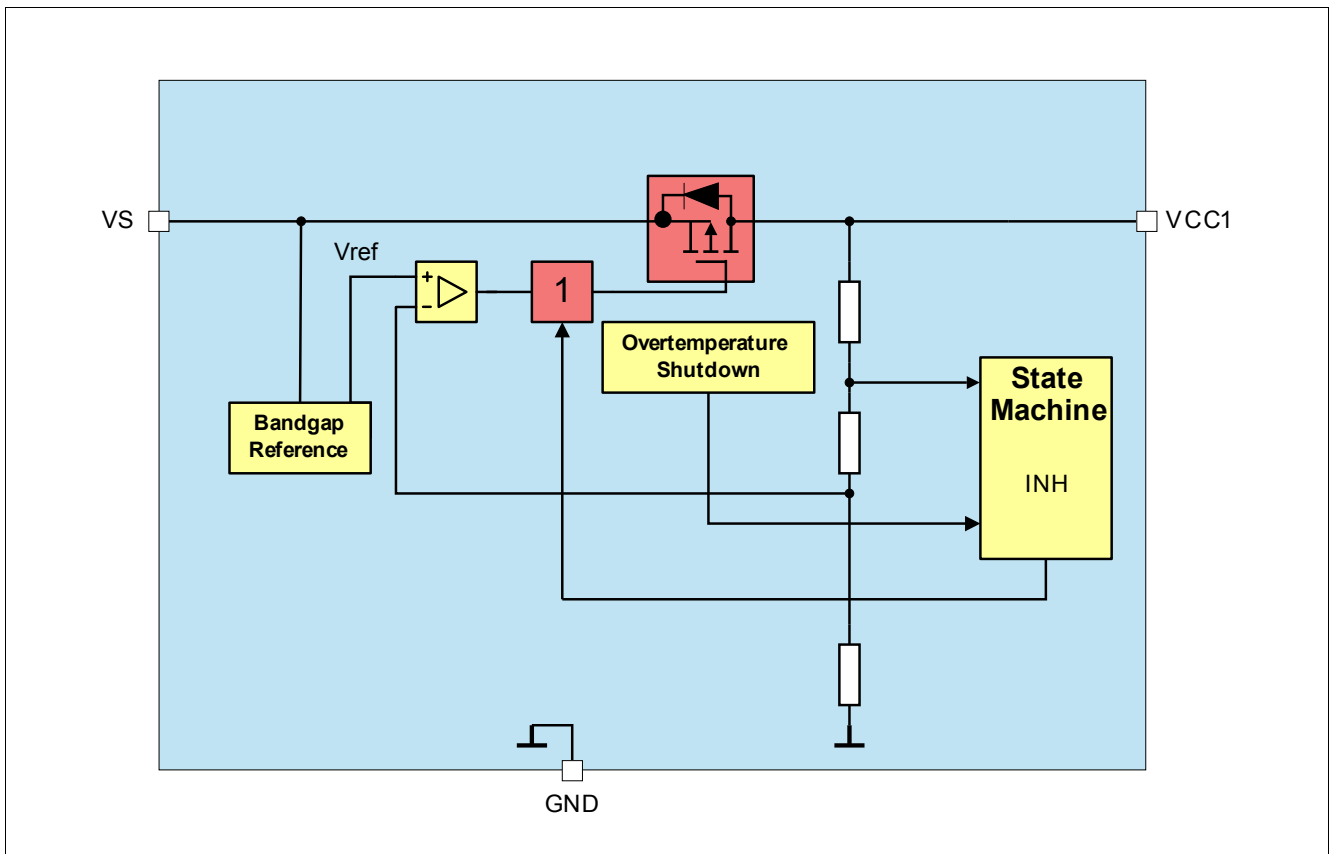 VS
VCC1
Vref
+
-
1
Overtemperature
Shutdown
State
Machine
INH
Bandgap
Reference
GND